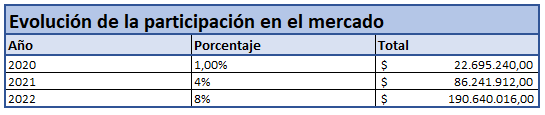 Evolución de la participación en el mercado
Año Porcentaje Total
2020 1,00% $ 22.695.240,00
2021 4% $ 86.241.912,00
2022 8% $ 190.640.016,00